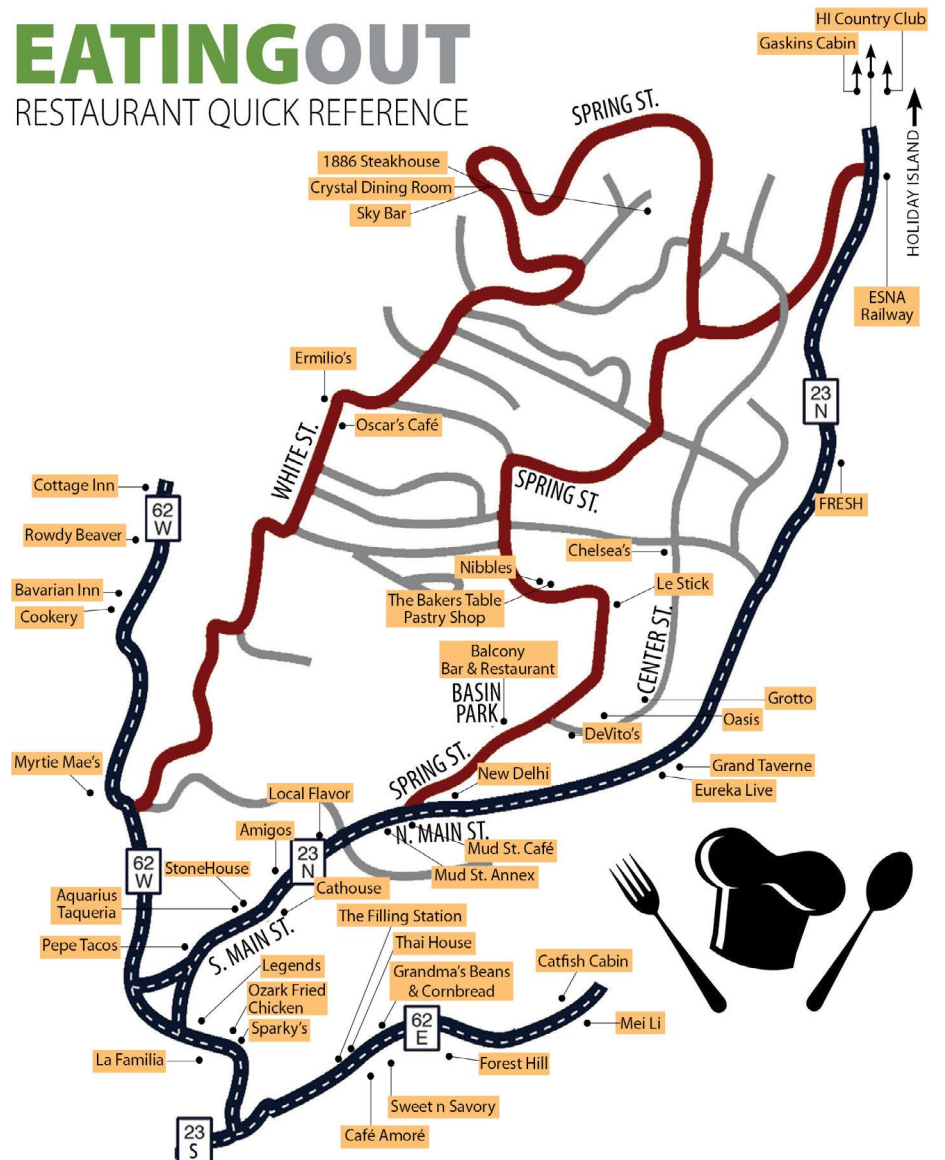 EATINGOUT
RESTAURANT QUICK REFERENCE
HI Country Club
Gaskins Cabin
HOLIDAY ISLAND
SPRING ST.
1886 Steakhouse
Crystal Dining Room
Sky Bar
ESNA
Railway
Ermilio's
23
N
Oscar's Café
WHITE ST.
Cottage Inn
62
W
SPRING ST.
FRESH
Rowdy Beaver
Chelsea's
Nibbles
Bavarian Inn
Le Stick
The Bakers Table
Pastry Shop
Cookery
CENTER ST.
Balcony
Bar & Restaurant
BASIN
PARK
Grotto
Oasis
DeVito's
Myrtie Mae's
SPRING ST.
New Delhi
Grand Taverne
Eureka Live
Local Flavor
Amigos
N. MAIN ST.
Mud St. Café
Mud St. Annex
23
N
62
W
StoneHouse
Cathouse
Aquarius
Taqueria
The Filling Station
Pepe Tacos
S. MAIN ST.
Thai House
Legends
Grandma's Beans
& Cornbread
Catfish Cabin
Ozark Fried
Chicken
Sparky's
62
E
Mei Li
La Familia
Forest Hill
Sweet n Savory
Café Amoré
23
S